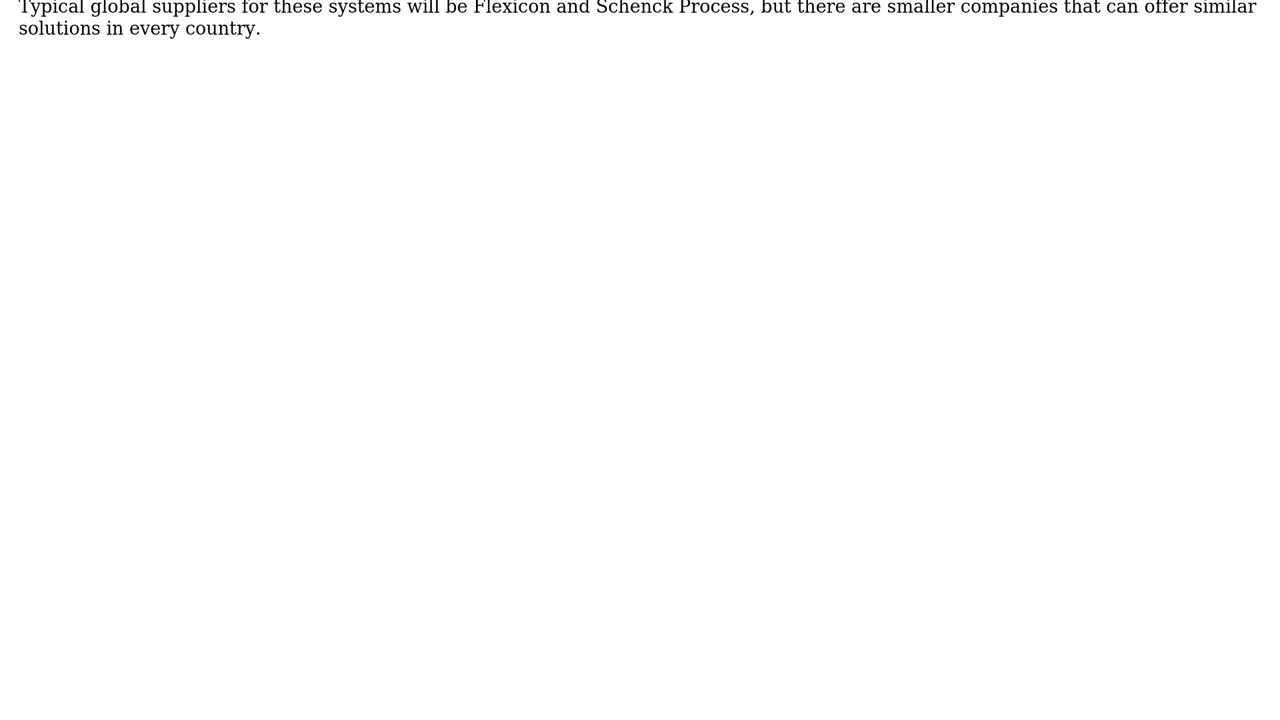 Typical global suppliers for these systems will be Flexicon and Schenck Process, but there are smaller companies that can offer similar
solutions in every country.